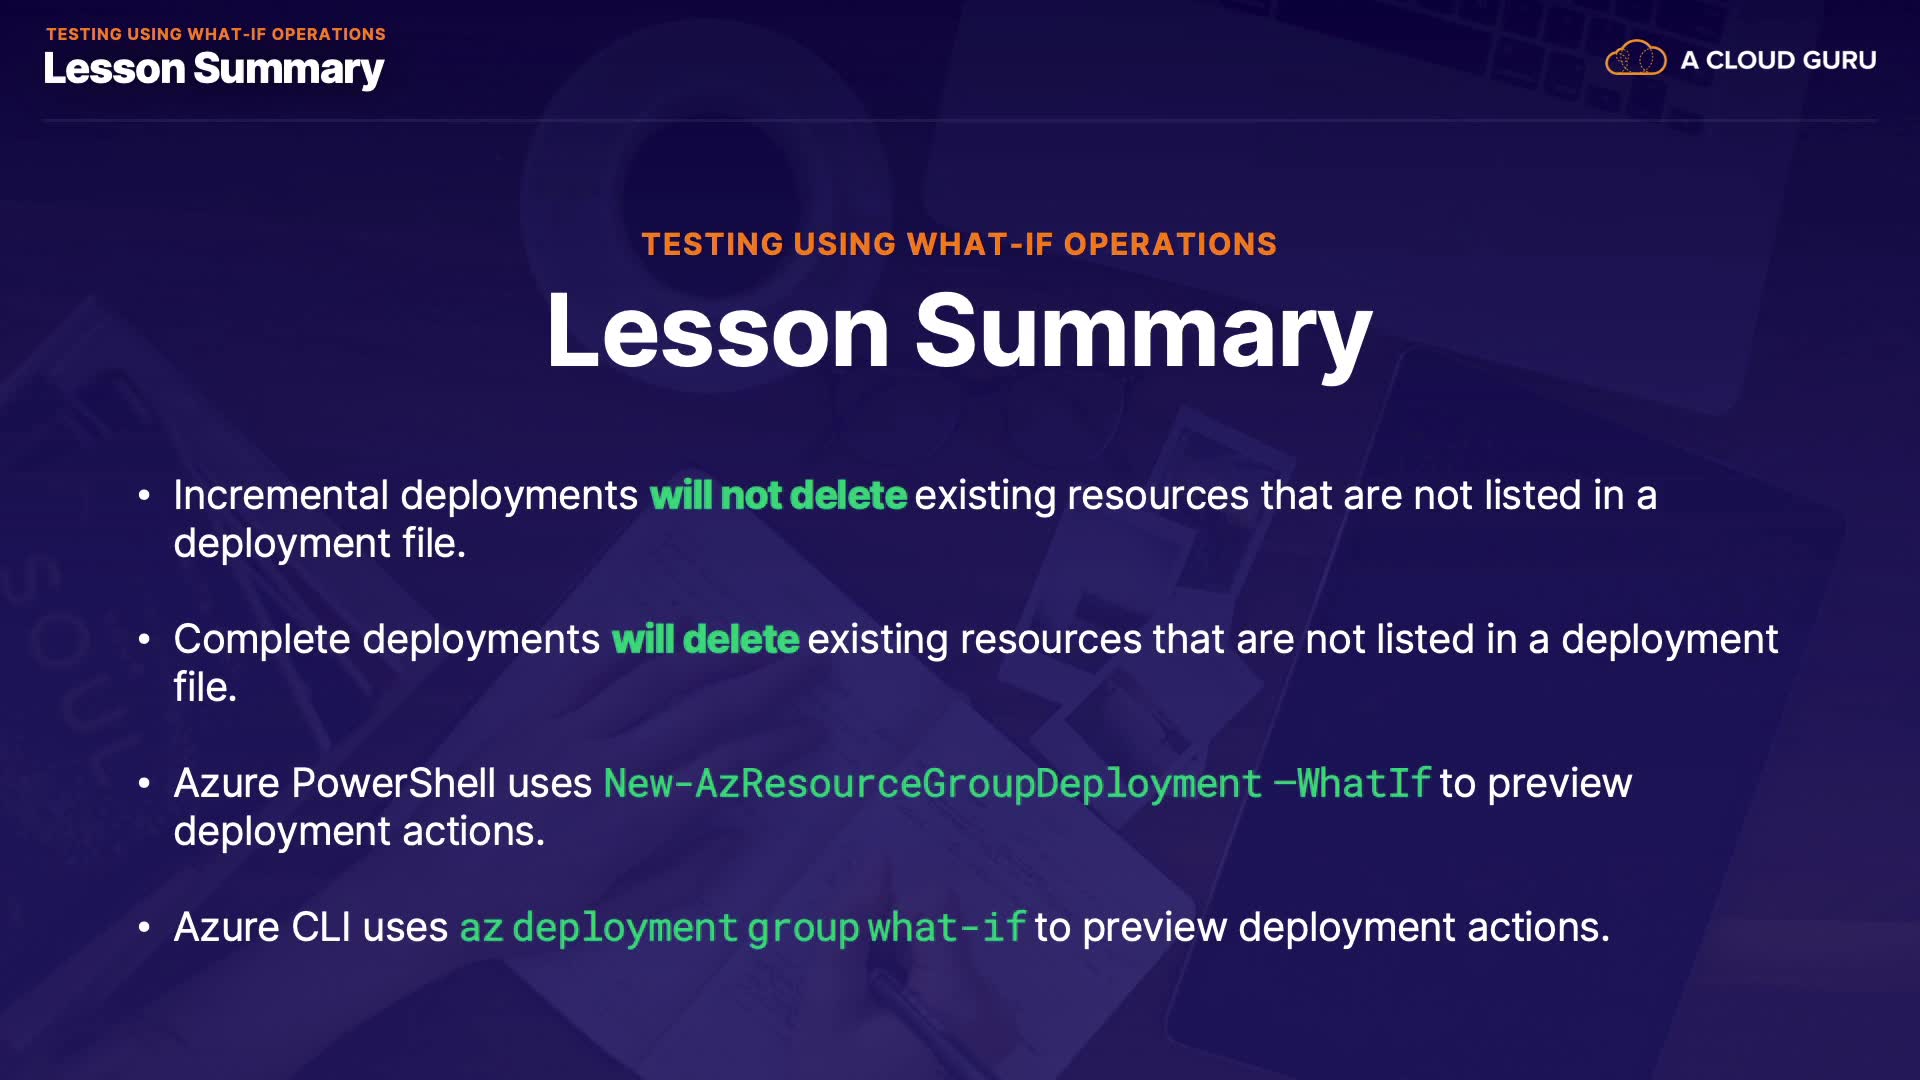 TESTING USING WHAT-IF OPERATIONS
Lesson Summary
A CLOUD GURU
TESTING USING WHAT-IF OPERATIONS
Lesson Summary
• Incremental deployments will not delete existing resources that are not listed in a
deployment file.
• Complete deployments will delete existing resources that are not listed in a deployment
file.
• Azure PowerShell uses New-AzResourceGroupDeployment –WhatIf to preview
deployment actions.
• Azure CLI uses az deployment group what-if to preview deployment actions.
SOUL